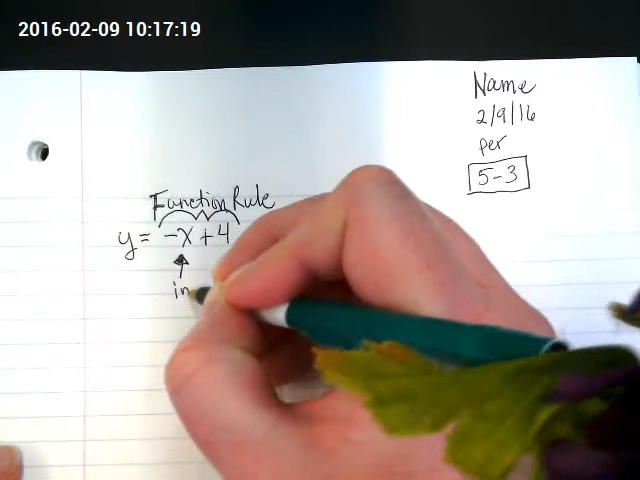 2016-02-09 10:17:19
Name
2/9/16
per
5-3
Function Rule
y = -x + 4
in